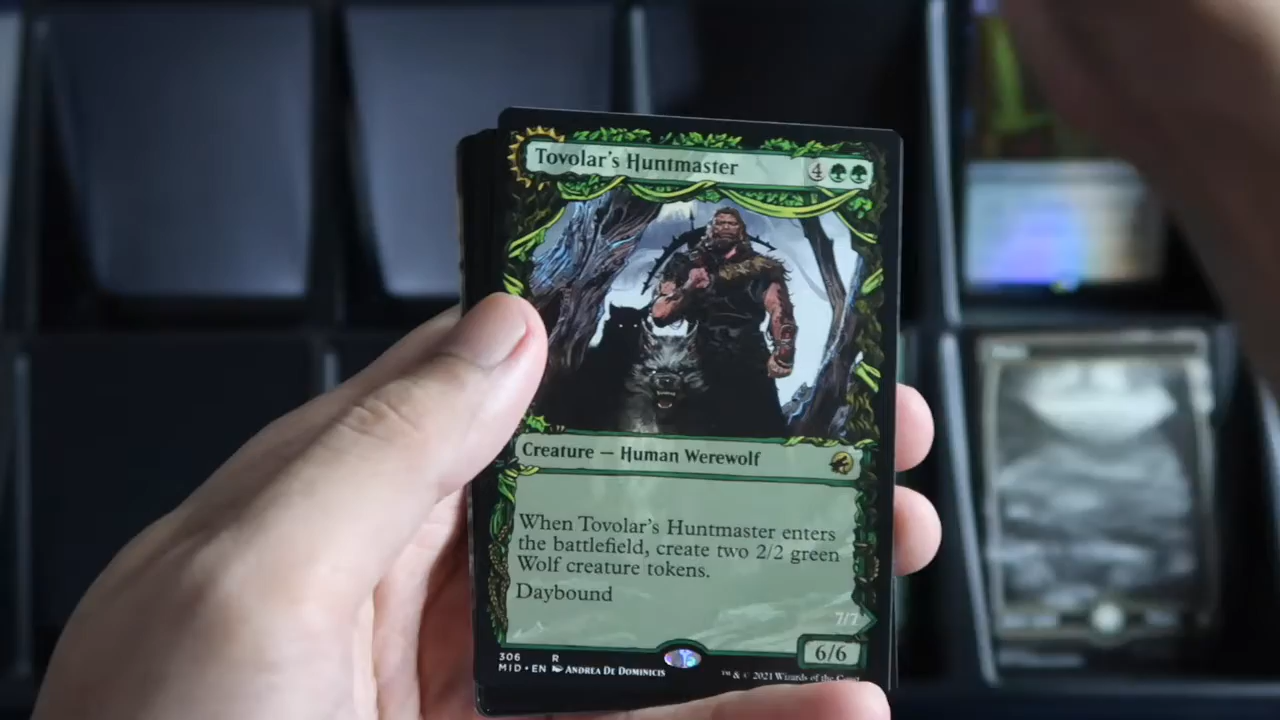 Tovolar's Huntmaster 4
Creature — Human Werewolf
When Tovolar's Huntmaster enters
the battlefield, create two 2/2 green
Wolf creature tokens.
Daybound
7/7
6/6
306 R
MID • EN ANDREA DE DOMINICIS
™ & © 2021 Wizards of the Coast